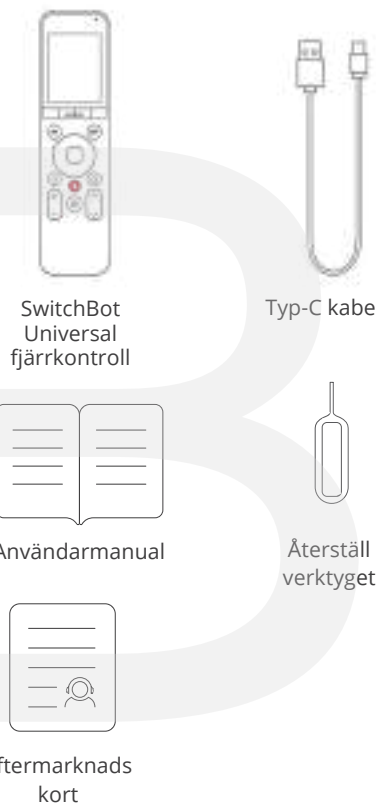 SwitchBot
Universal
fjärrkontroll
Typ-C kabe
Användarmanual
Återställ
verktyget
ftermarknads
kort